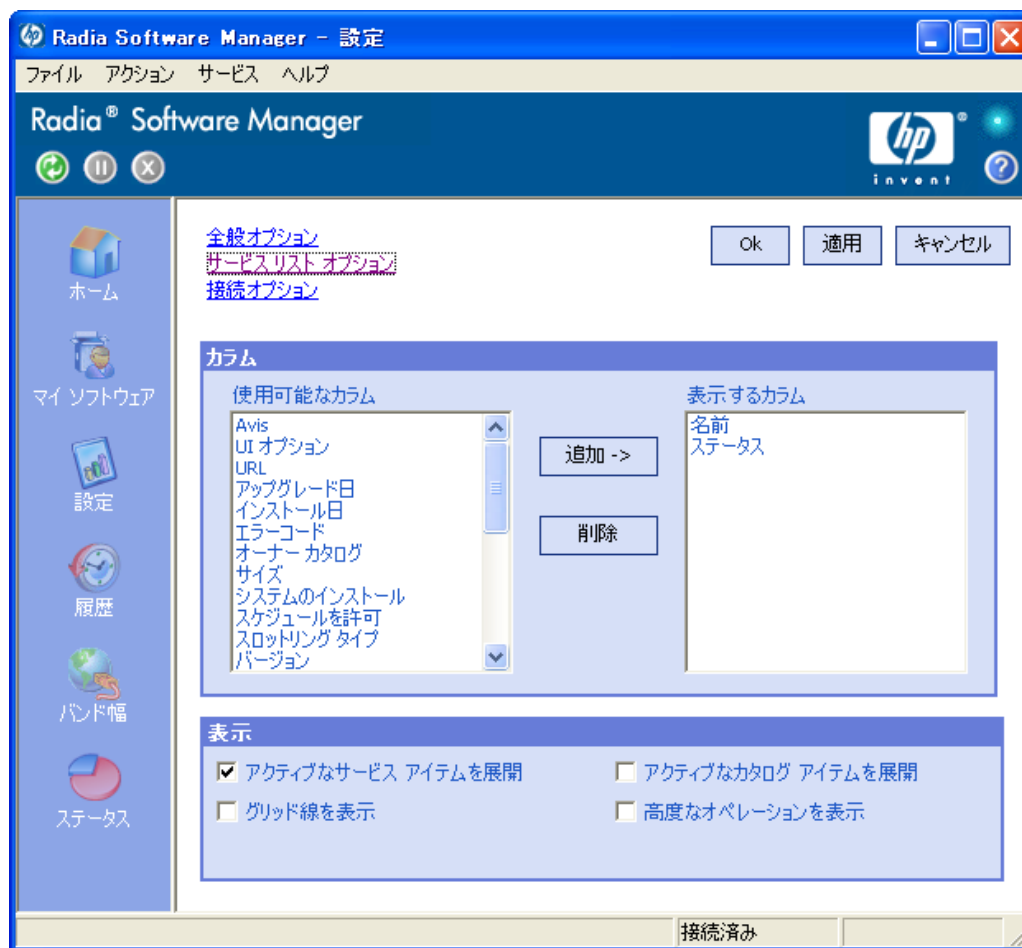 Radia Software Manager - 設定
ファイル アクション サービス ヘルプ
Radia® Software Manager
hp ®
invent
?
ホーム
マイ ソフトウェア
設定
履歴
バンド幅
ステータス
全般オプション
サービス リスト オプション
接続オプション
Ok 適用 キャンセル
カラム
使用可能なカラム
Avis
UI オプション
URL
アップグレード日
インストール日
エラーコード
オーナー カタログ
サイズ
システムのインストール
スケジュールを許可
スロットリング タイプ
バージョン
追加 ->
削除
表示するカラム
名前
ステータス
表示
アクティブなサービス アイテムを展開
アクティブなカタログ アイテムを展開
グリッド線を表示
高度なオペレーションを表示
接続済み